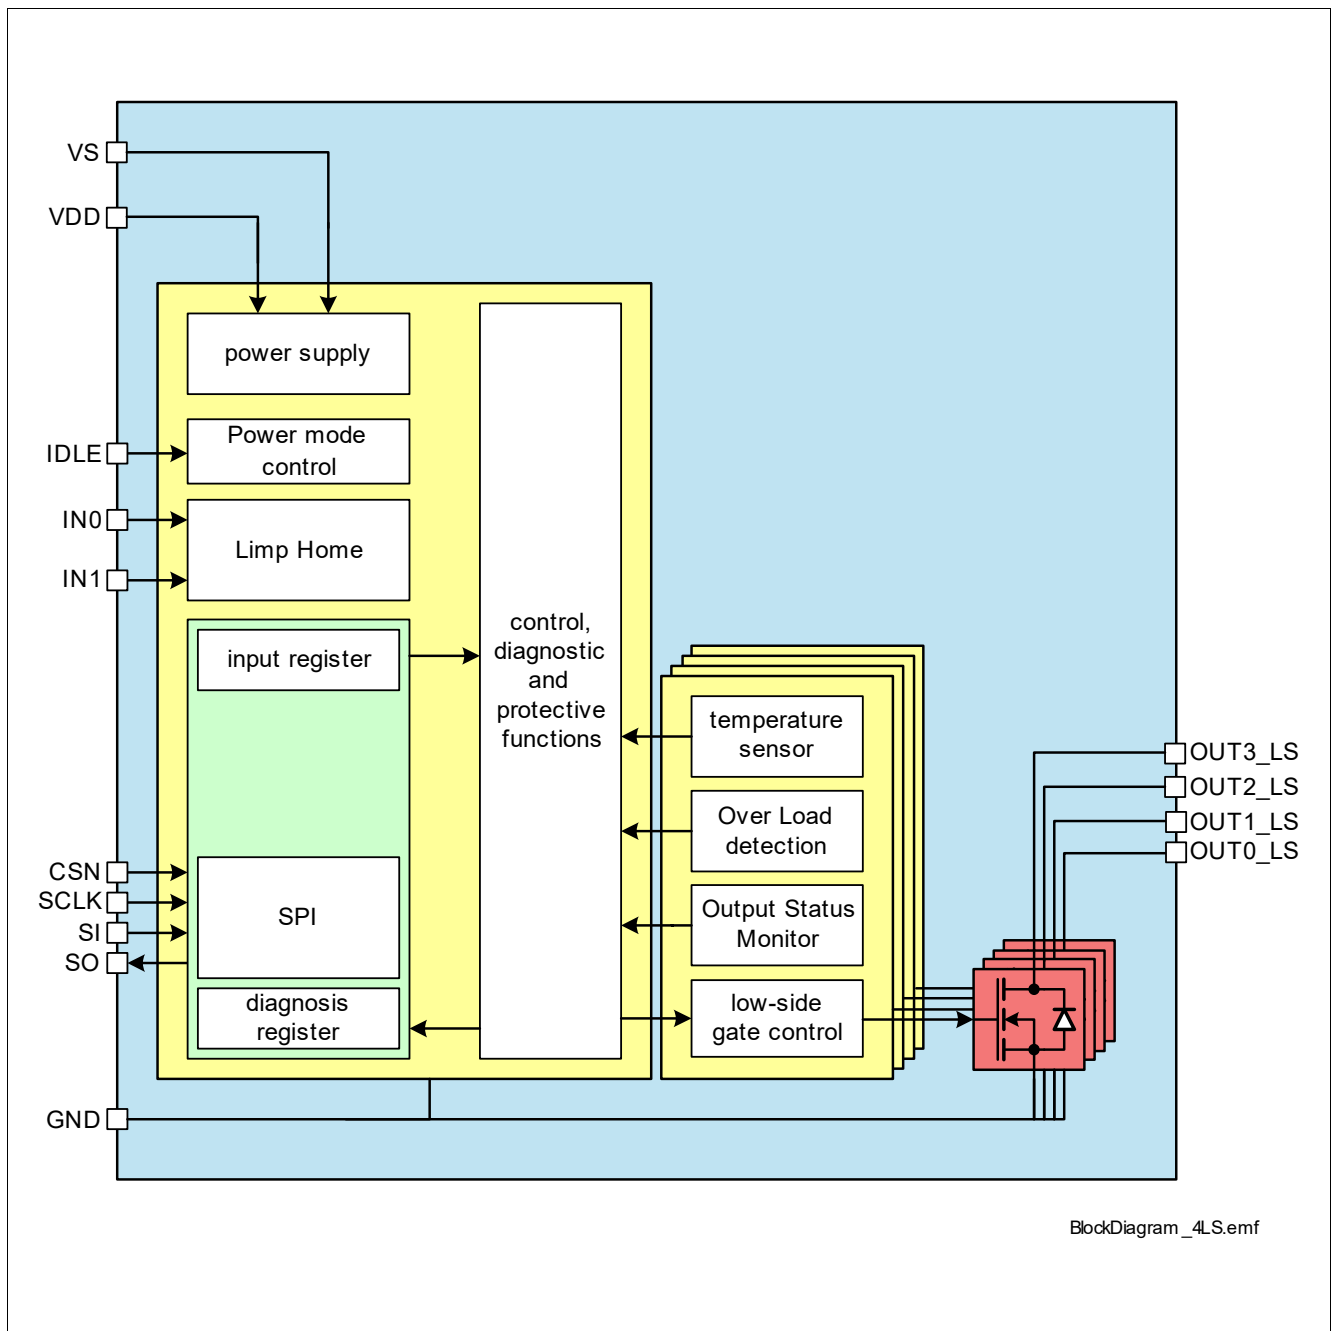 VS
VDD
power supply
IDLE
Power mode
control
IN0
Limp Home
IN1
input register
control,
diagnostic
and
protective
functions
temperature
sensor
Over Load
detection
Output Status
Monitor
low-side
gate control
CSN
SCLK
SI
SO
SPI
diagnosis
register
GND
OUT3_LS
OUT2_LS
OUT1_LS
OUT0_LS
BlockDiagram_4LS.emf